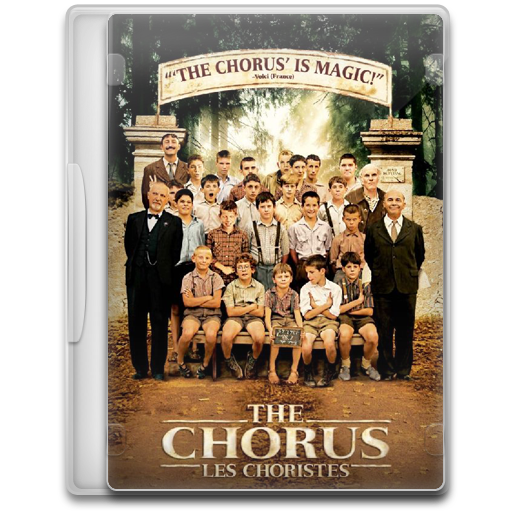 "'THE CHORUS' IS MAGIC!"
-Voici (France)
THE
CHORUS
LES CHORISTES